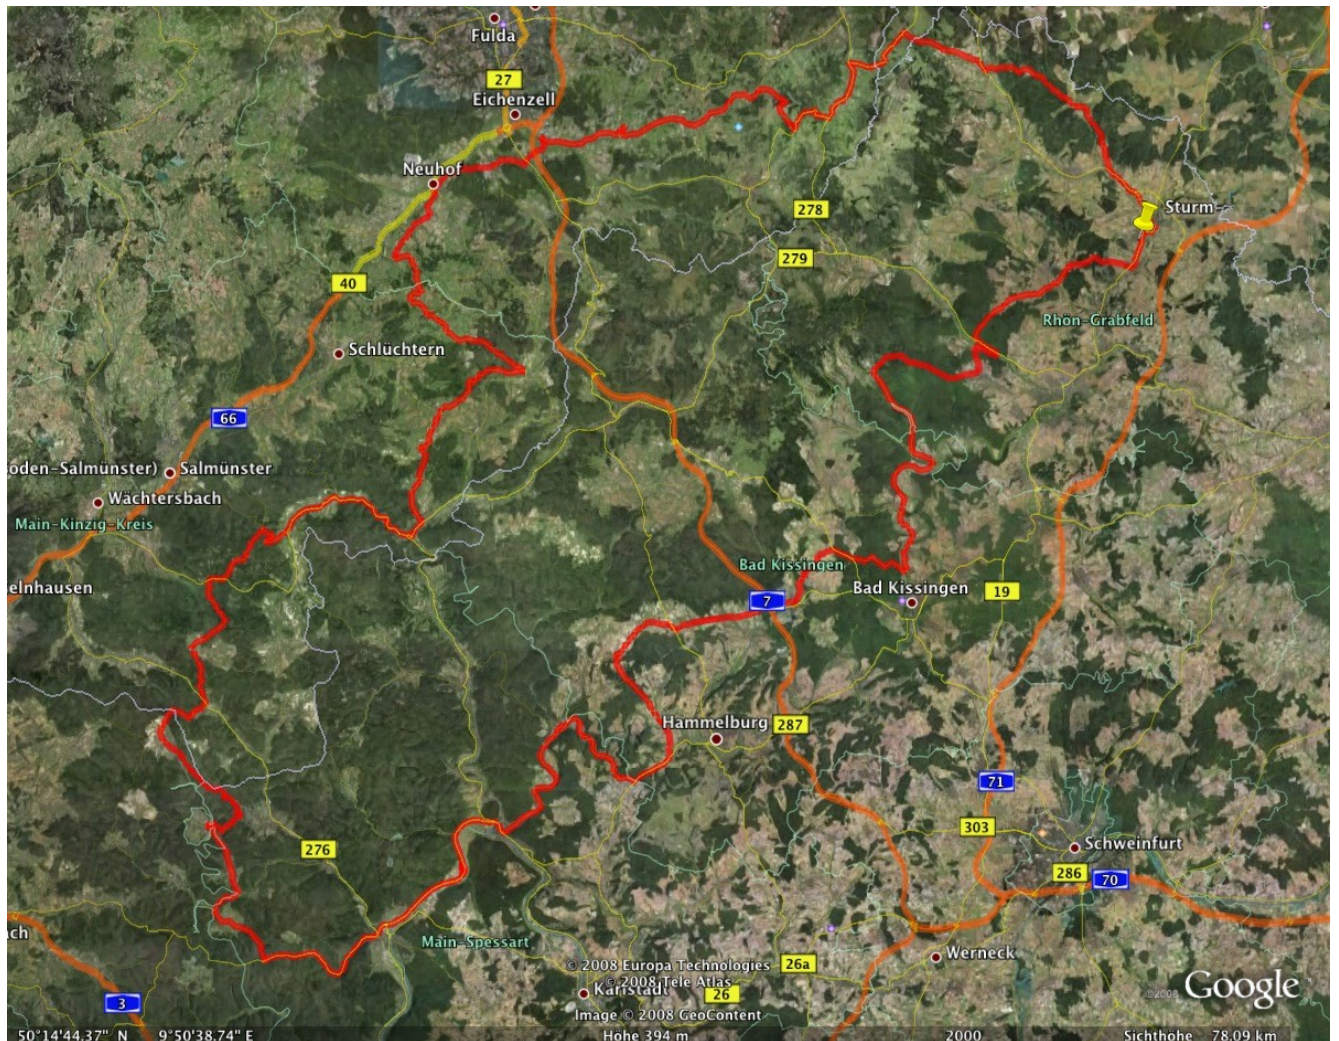 Fulda
27
Eichenzell
Neuhof
278
Sturm
279
40
Rhön-Grabfeld
Schlüchtern
66
öden-Salmünster) Salmünster
Wächtersbach
Main-Kinzig-Kreis
Bad Kissingen
elnhausen
7
Bad Kissingen
19
Hammelburg
287
71
303
Schweinfurt
276
286
70
Main-Spessart
ach
Werneck
© 2008 Europa Technologies
26a
© 2008 Tele Atlas
Karlstadt
26
©2008 Google
3
Image © 2008 GeoContent
50°14'44.37" N 9°50'38.74" E
Höhe 394 m
2000
Sichthöhe 78.09 km